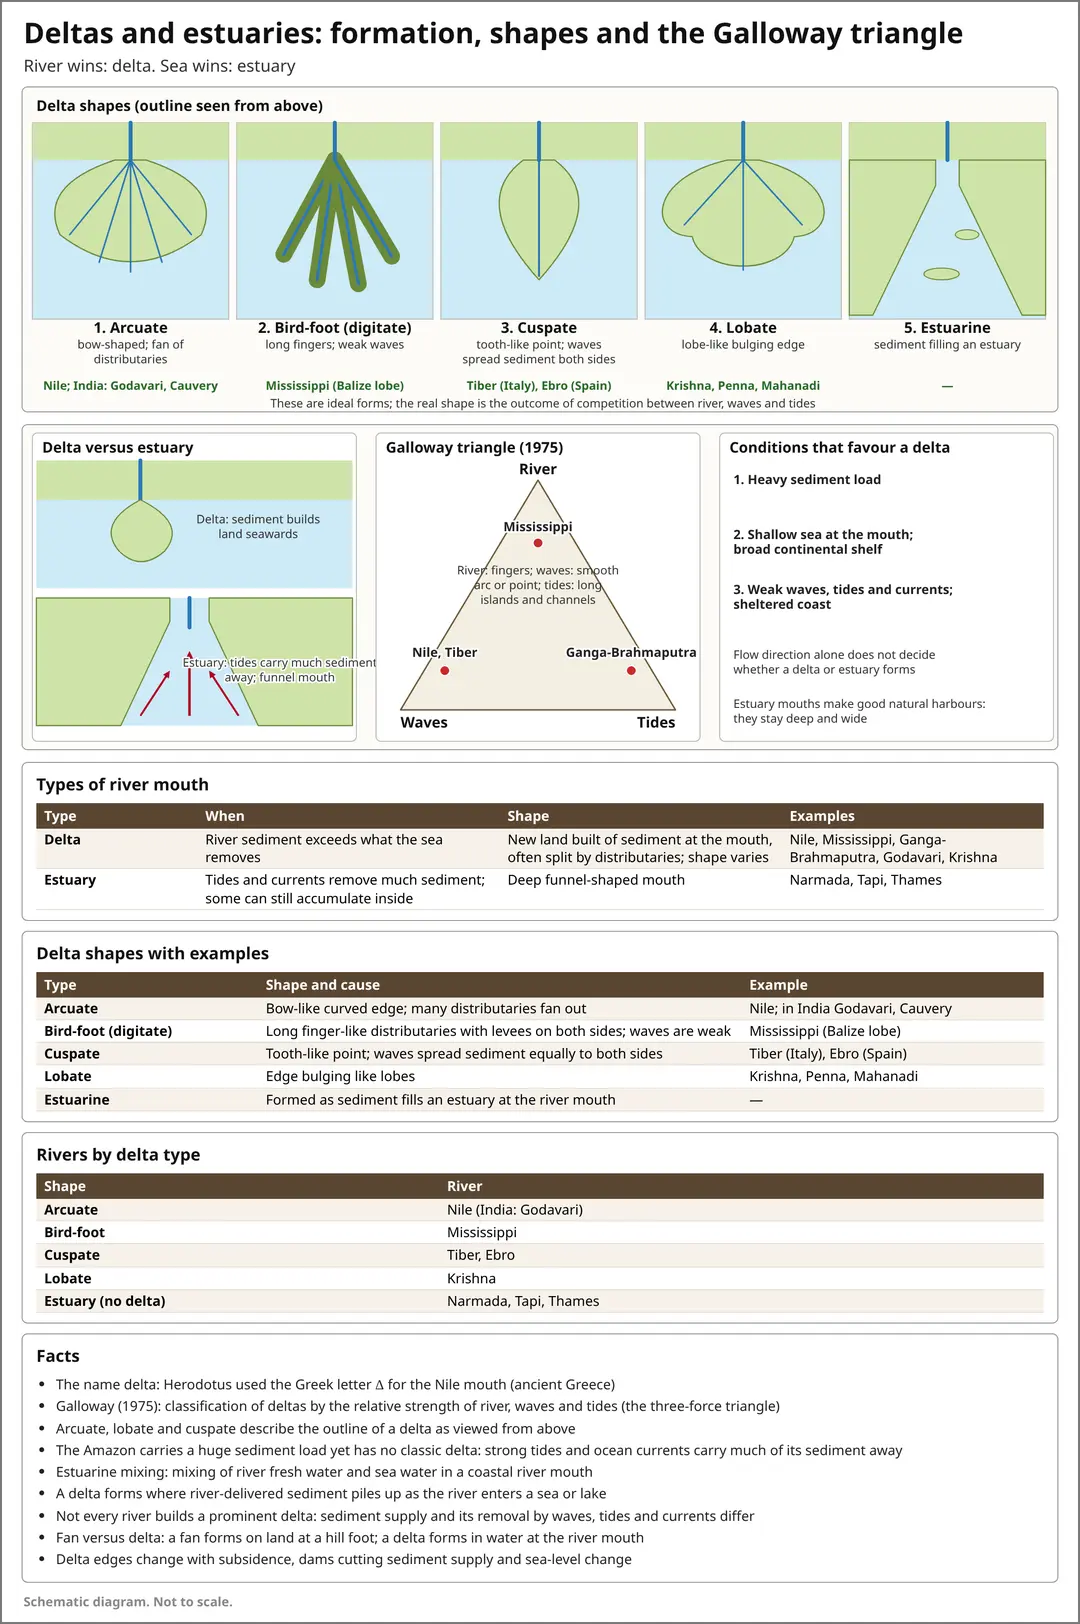 Deltas and estuaries: formation, shapes and the Galloway triangle
River wins: delta. Sea wins: estuary
Delta shapes (outline seen from above)
1. Arcuate
bow-shaped; fan of
distributaries
Nile; India: Godavari, Cauvery
2. Bird-foot (digitate)
long fingers; weak waves
Mississippi (Balize lobe)
3. Cuspate
tooth-like point; waves
spread sediment both sides
Tiber (Italy), Ebro (Spain)
4. Lobate
lobe-like bulging edge
Krishna, Penna, Mahanadi
5. Estuarine
sediment filling an estuary
—
These are ideal forms; the real shape is the outcome of competition between river, waves and tides
Delta versus estuary
Delta: sediment builds
land seawards
Estuary: tides carry much sediment
away; funnel mouth
Galloway triangle (1975)
River
Mississippi
River: fingers; waves: smooth
arc or point; tides: long
islands and channels
Nile, Tiber
Ganga-Brahmaputra
Waves
Tides
Conditions that favour a delta
1. Heavy sediment load
2. Shallow sea at the mouth;
broad continental shelf
3. Weak waves, tides and currents;
sheltered coast
Flow direction alone does not decide
whether a delta or estuary forms
Estuary mouths make good natural harbours:
they stay deep and wide
Types of river mouth
Type When Shape Examples
Delta River sediment exceeds what the sea New land built of sediment at the mouth, Nile, Mississippi, Ganga-
removes often split by distributaries; shape varies Brahmaputra, Godavari, Krishna
Estuary Tides and currents remove much sediment; Deep funnel-shaped mouth Narmada, Tapi, Thames
some can still accumulate inside
Delta shapes with examples
Type Shape and cause Example
Arcuate Bow-like curved edge; many distributaries fan out Nile; in India Godavari, Cauvery
Bird-foot (digitate) Long finger-like distributaries with levees on both sides; waves are weak Mississippi (Balize lobe)
Cuspate Tooth-like point; waves spread sediment equally to both sides Tiber (Italy), Ebro (Spain)
Lobate Edge bulging like lobes Krishna, Penna, Mahanadi
Estuarine Formed as sediment fills an estuary at the river mouth —
Rivers by delta type
Shape River
Arcuate Nile (India: Godavari)
Bird-foot Mississippi
Cuspate Tiber, Ebro
Lobate Krishna
Estuary (no delta) Narmada, Tapi, Thames
Facts
• The name delta: Herodotus used the Greek letter Δ for the Nile mouth (ancient Greece)
• Galloway (1975): classification of deltas by the relative strength of river, waves and tides (the three-force triangle)
• Arcuate, lobate and cuspate describe the outline of a delta as viewed from above
• The Amazon carries a huge sediment load yet has no classic delta: strong tides and ocean currents carry much of its sediment away
• Estuarine mixing: mixing of river fresh water and sea water in a coastal river mouth
• A delta forms where river-delivered sediment piles up as the river enters a sea or lake
• Not every river builds a prominent delta: sediment supply and its removal by waves, tides and currents differ
• Fan versus delta: a fan forms on land at a hill foot; a delta forms in water at the river mouth
• Delta edges change with subsidence, dams cutting sediment supply and sea-level change
Schematic diagram. Not to scale.